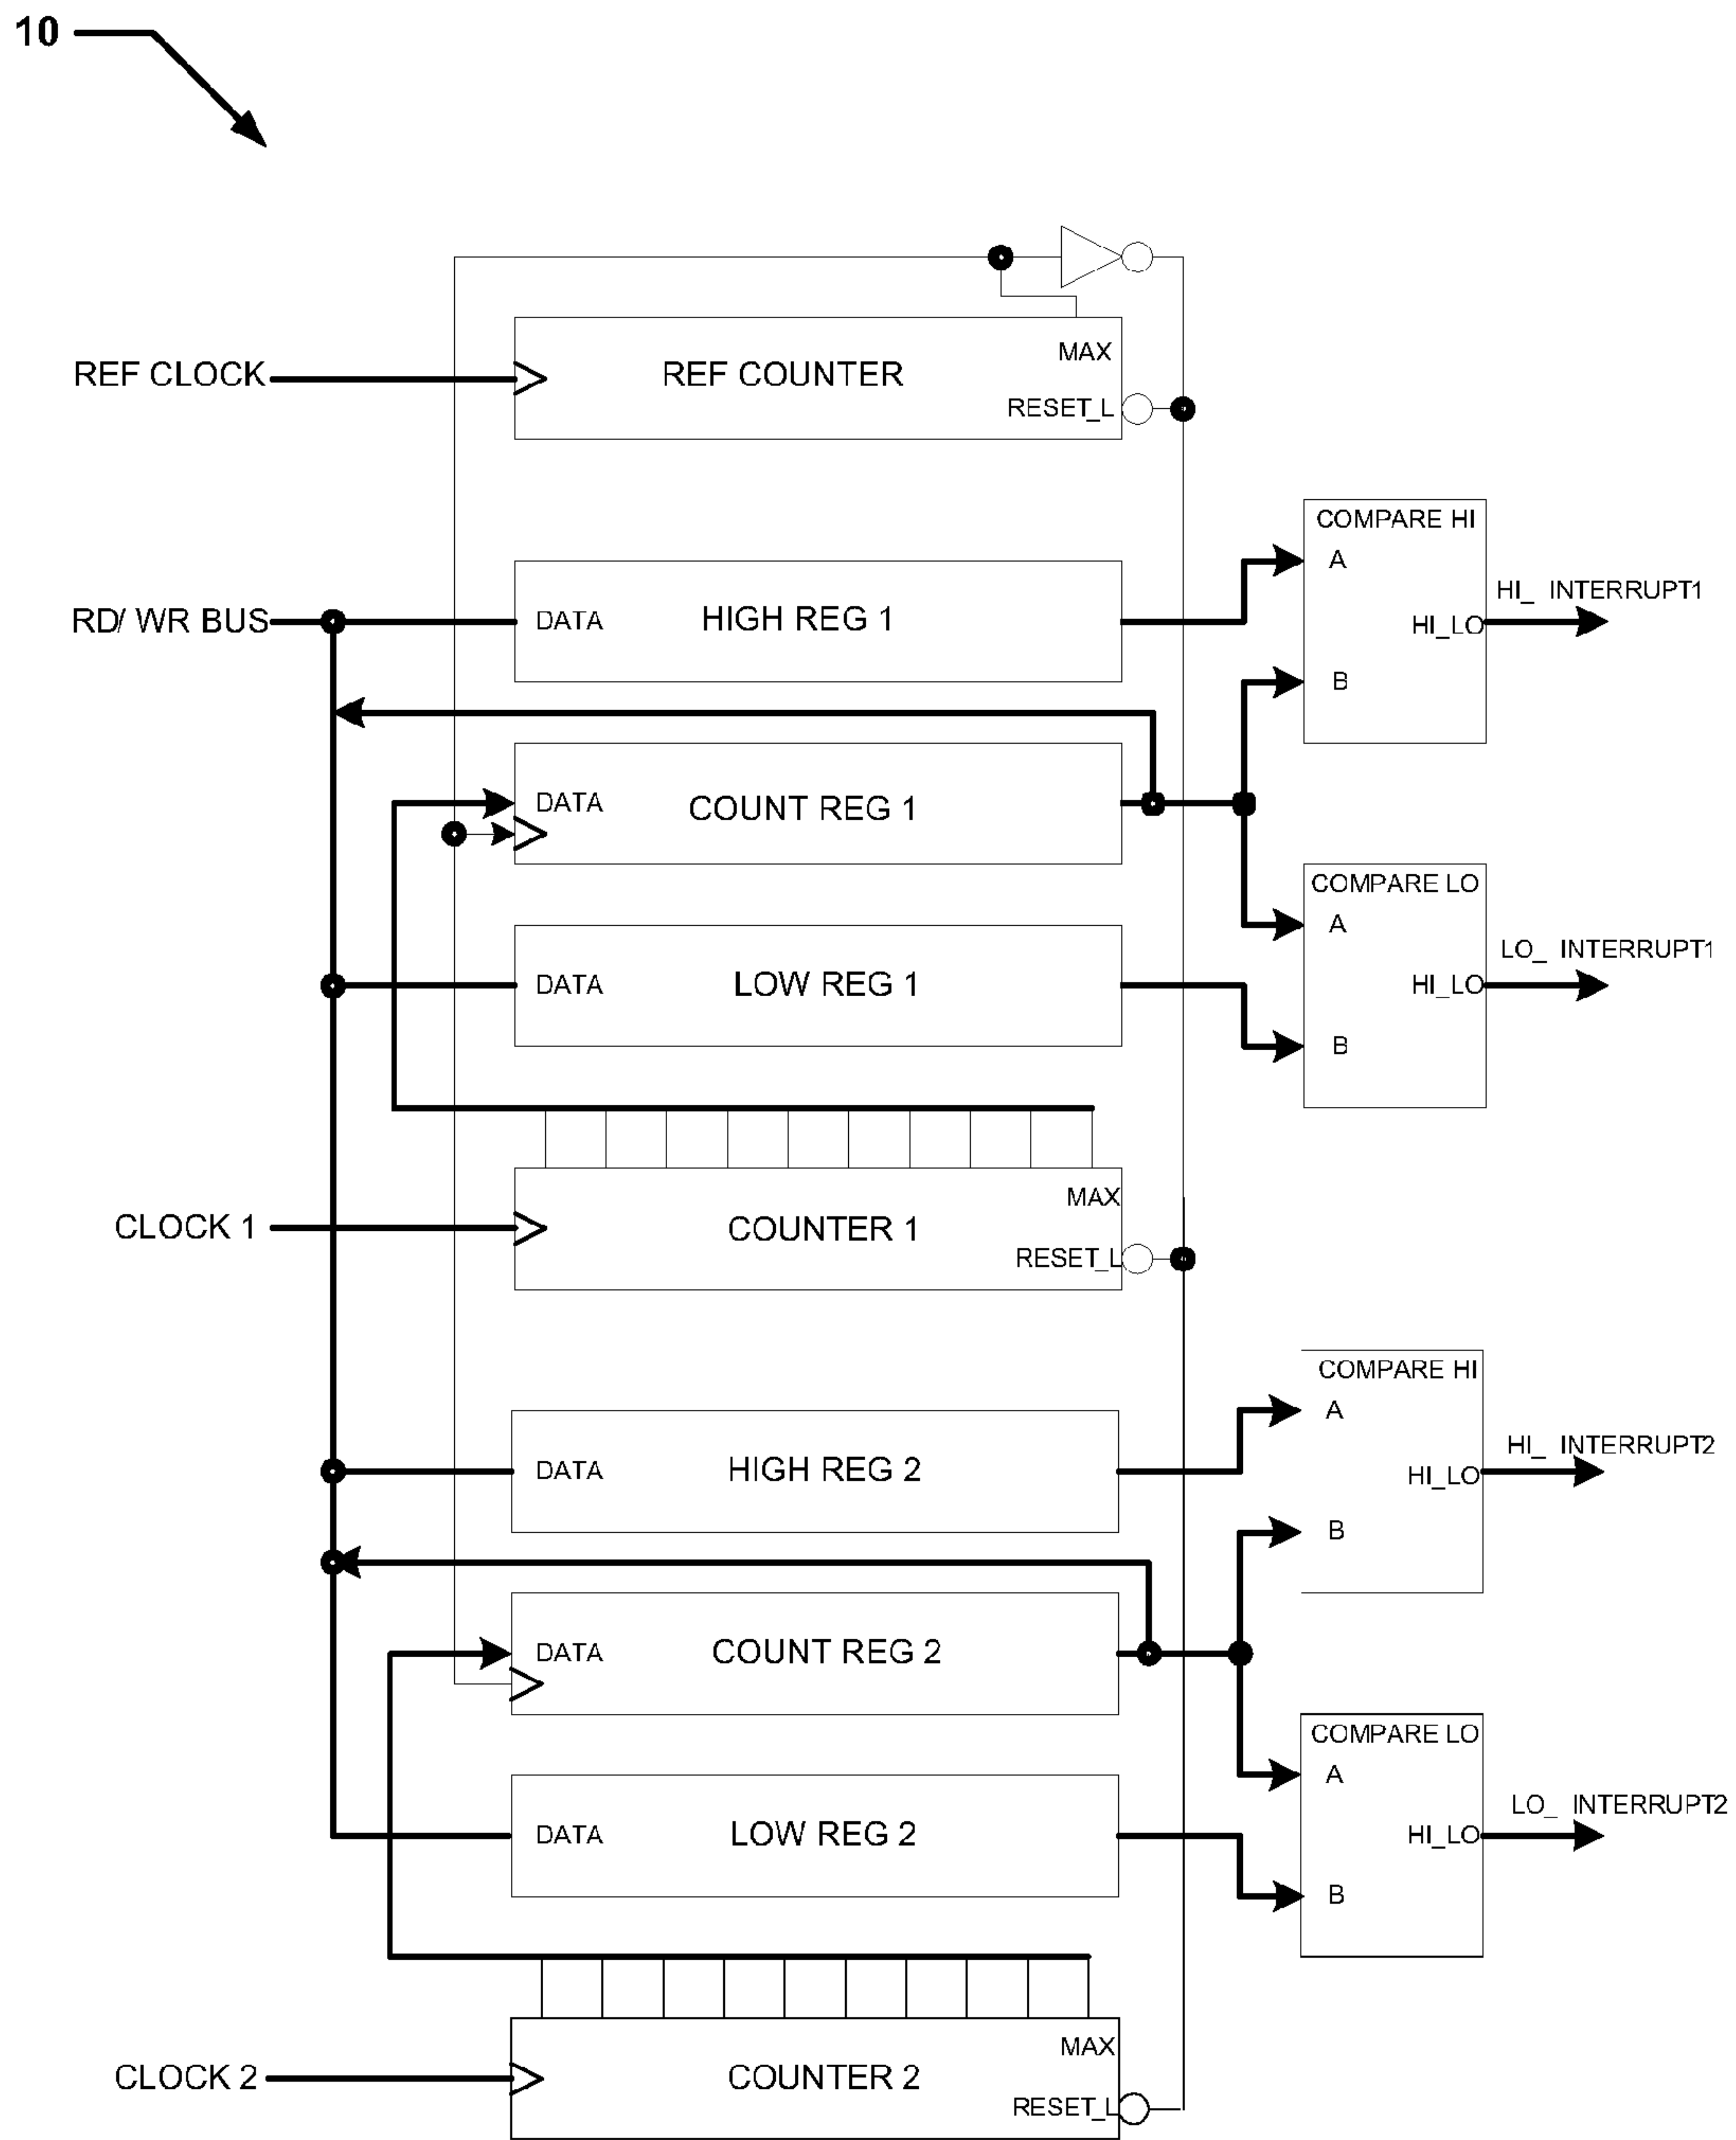 10
MAX
REF CLOCK
REF COUNTER
RESET_L
COMPARE HI
A
HI_ INTERRUPT1
RD/ WR BUS
DATA
HIGH REG 1
HI_LO
B
DATA
COUNT REG 1
COMPARE LO
A
LO_ INTERRUPT1
DATA
LOW REG 1
HI_LO
B
MAX
CLOCK 1
COUNTER 1
RESET_L
COMPARE HI
A
HI_ INTERRUPT2
DATA
HIGH REG 2
HI_LO
B
DATA
COUNT REG 2
COMPARE LO
A
LO_ INTERRUPT2
DATA
LOW REG 2
HI_LO
B
MAX
CLOCK 2
COUNTER 2
RESET_L